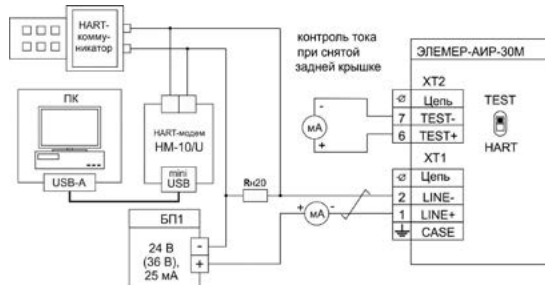 HART-
комму-
никатор
ПК
USB-A
HART-модем
HM-10/U
mini
USB
БП1
24 В
(36 В),
25 мА
-
+
Rн20
контроль тока
при снятой
задней крышке
-
мА
+
+
мА
-
ЭЛЕМЕР-АИР-30М
XT2
Ø Цепь
7 TEST-
6 TEST+
XT1
Ø Цепь
2 LINE-
1 LINE+
CASE
TEST
HART